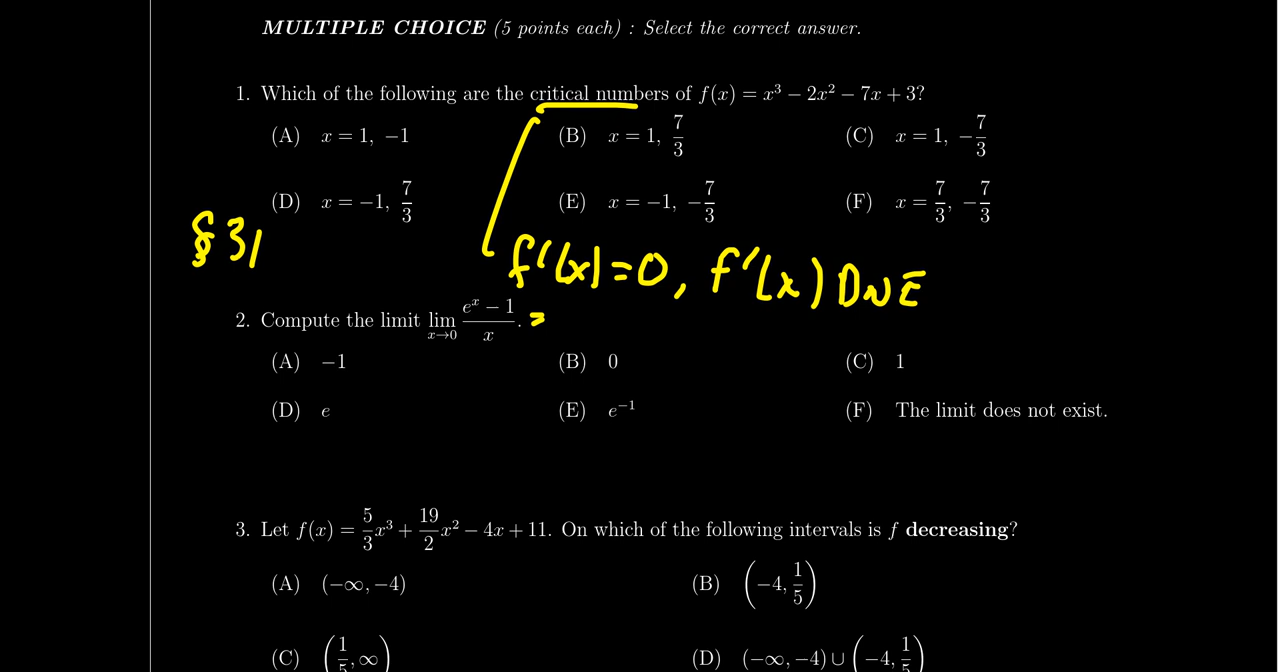 MULTIPLE CHOICE (5 points each) : Select the correct answer.
1. Which of the following are the critical numbers of f(x) = x³ − 2x² − 7x + 3?
(A) x = 1, −1 (B) x = 1, 7/3 (C) x = 1, −7/3
(D) x = −1, 7/3 (E) x = −1, −7/3 (F) x = 7/3, −7/3
§ 31
f'(x)=0, f'(x) DNE
2. Compute the limit lim x→0 (eˣ − 1)/x. =
(A) −1 (B) 0 (C) 1
(D) e (E) e⁻¹ (F) The limit does not exist.
3. Let f(x) = 5/3 x³ + 19/2 x² − 4x + 11. On which of the following intervals is f decreasing?
(A) (−∞, −4) (B) (−4, 1/5)
(C) (1/5, ∞) (D) (−∞, −4) ∪ (−4, 1/5)